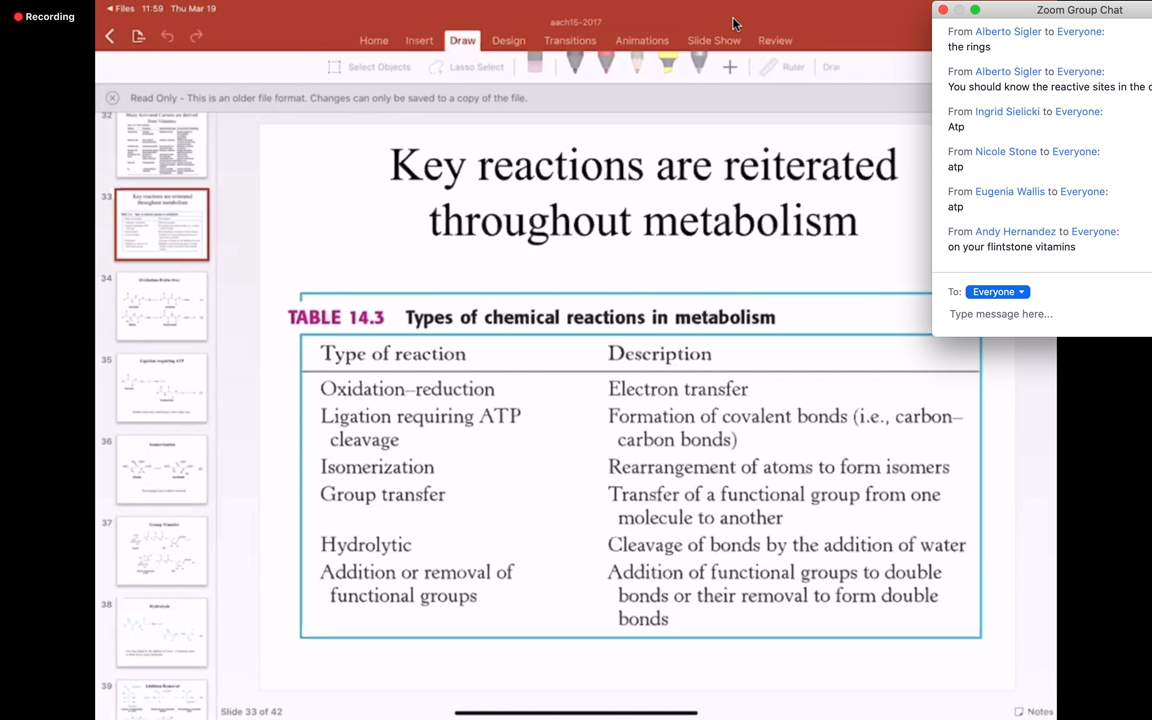 Recording
Files 11:59 Thu Mar 19
aach15-2017
Home Insert Draw Design Transitions Animations Slide Show Review
Select Objects Lasso Select Ruler
Read Only - This is an older file format. Changes can only be saved to a copy of the file.
32
33
Key reactions are reiterated
throughout metabolism
34
35
36
37
38
39
Key reactions are reiterated
throughout metabolism
TABLE 14.3 Types of chemical reactions in metabolism
Type of reaction Description
Oxidation–reduction Electron transfer
Ligation requiring ATP Formation of covalent bonds (i.e., carbon–
cleavage carbon bonds)
Isomerization Rearrangement of atoms to form isomers
Group transfer Transfer of a functional group from one
molecule to another
Hydrolytic Cleavage of bonds by the addition of water
Addition or removal of Addition of functional groups to double
functional groups bonds or their removal to form double
bonds
Slide 33 of 42
Notes
Zoom Group Chat
From Alberto Sigler to Everyone:
the rings
From Alberto Sigler to Everyone:
You should know the reactive sites in the
From Ingrid Sielicki to Everyone:
Atp
From Nicole Stone to Everyone:
atp
From Eugenia Wallis to Everyone:
atp
From Andy Hernandez to Everyone:
on your flintstone vitamins
To: Everyone
Type message here...